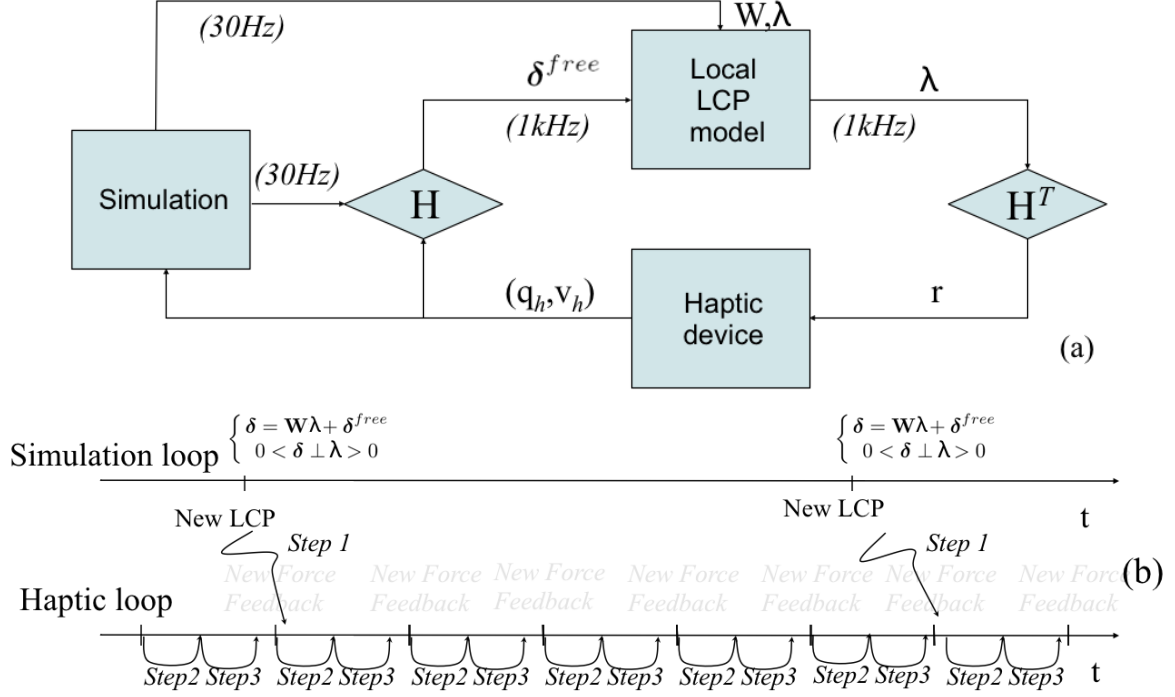 (30Hz)
W,λ
δ^{free}
Local
LCP
model
λ
(1kHz)
(1kHz)
(30Hz)
Simulation
H
H^T
(q_h,v_h)
Haptic
device
r
(a)
δ = Wλ + δ^{free}
0 < δ ⊥ λ > 0
δ = Wλ + δ^{free}
0 < δ ⊥ λ > 0
Simulation loop
New LCP
New LCP
t
Step 1
Step 1
New Force
Feedback
New Force
Feedback
New Force
Feedback
New Force
Feedback
New Force
Feedback
New Force
Feedback
New Force
Feedback
(b)
Haptic loop
Step2 Step3
Step2 Step3
Step2 Step3
Step2 Step3
Step2 Step3
Step2 Step3
Step2 Step3
t